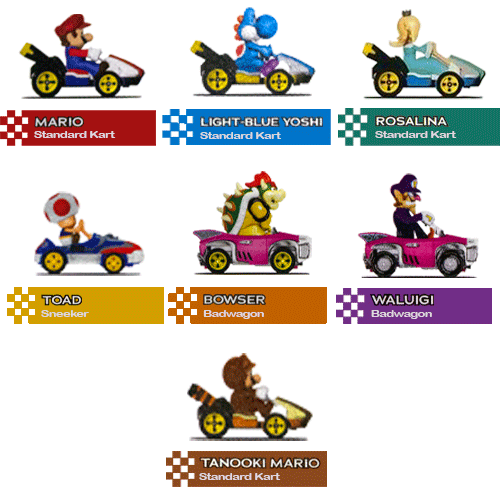 MARIO
Standard Kart
LIGHT-BLUE YOSHI
Standard Kart
ROSALINA
Standard Kart
TOAD
Sneeker
BOWSER
Badwagon
WALUIGI
Badwagon
TANOOKI MARIO
Standard Kart